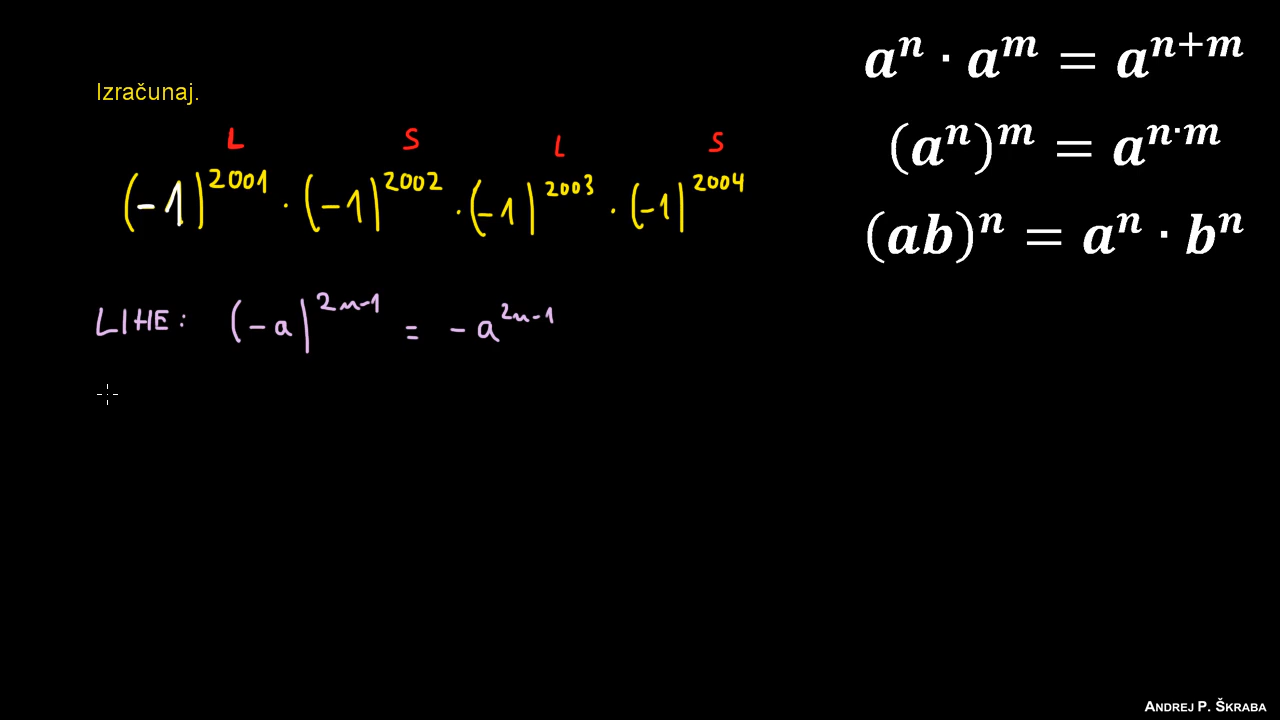 Izračunaj.
L S L S
(-1)^2001 · (-1)^2002 · (-1)^2003 · (-1)^2004
LIHE: (-a)^2n-1 = -a^2n-1
a^n · a^m = a^n+m
(a^n)^m = a^n·m
(ab)^n = a^n · b^n
ANDREJ P. ŠKRABA